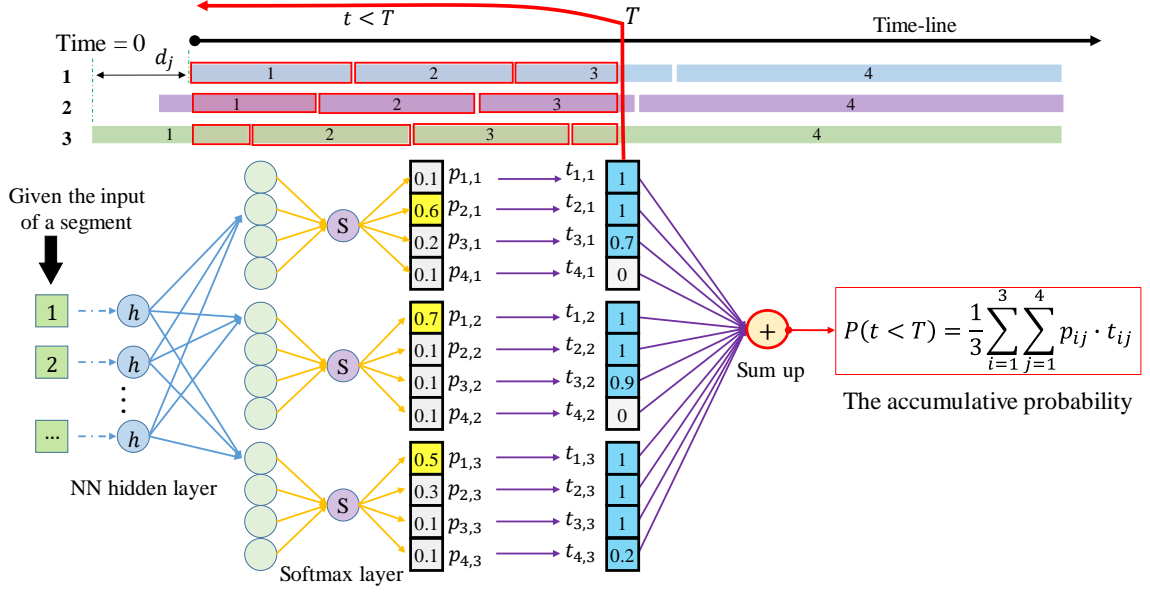 t < T
T
Time-line
Time = 0
d_j
1
1
2
3
4
2
1
2
3
4
3
1
2
3
4
Given the input
of a segment
1
2
...
h
h
⋮
h
NN hidden layer
S
S
S
Softmax layer
0.1 p_{1,1} t_{1,1} 1
0.6 p_{2,1} t_{2,1} 1
0.2 p_{3,1} t_{3,1} 0.7
0.1 p_{4,1} t_{4,1} 0
0.7 p_{1,2} t_{1,2} 1
0.1 p_{2,2} t_{2,2} 1
0.1 p_{3,2} t_{3,2} 0.9
0.1 p_{4,2} t_{4,2} 0
0.5 p_{1,3} t_{1,3} 1
0.3 p_{2,3} t_{2,3} 1
0.1 p_{3,3} t_{3,3} 1
0.1 p_{4,3} t_{4,3} 0.2
+
Sum up
P(t < T) = \frac{1}{3} \sum_{i=1}^{3} \sum_{j=1}^{4} p_{ij} · t_{ij}
The accumulative probability